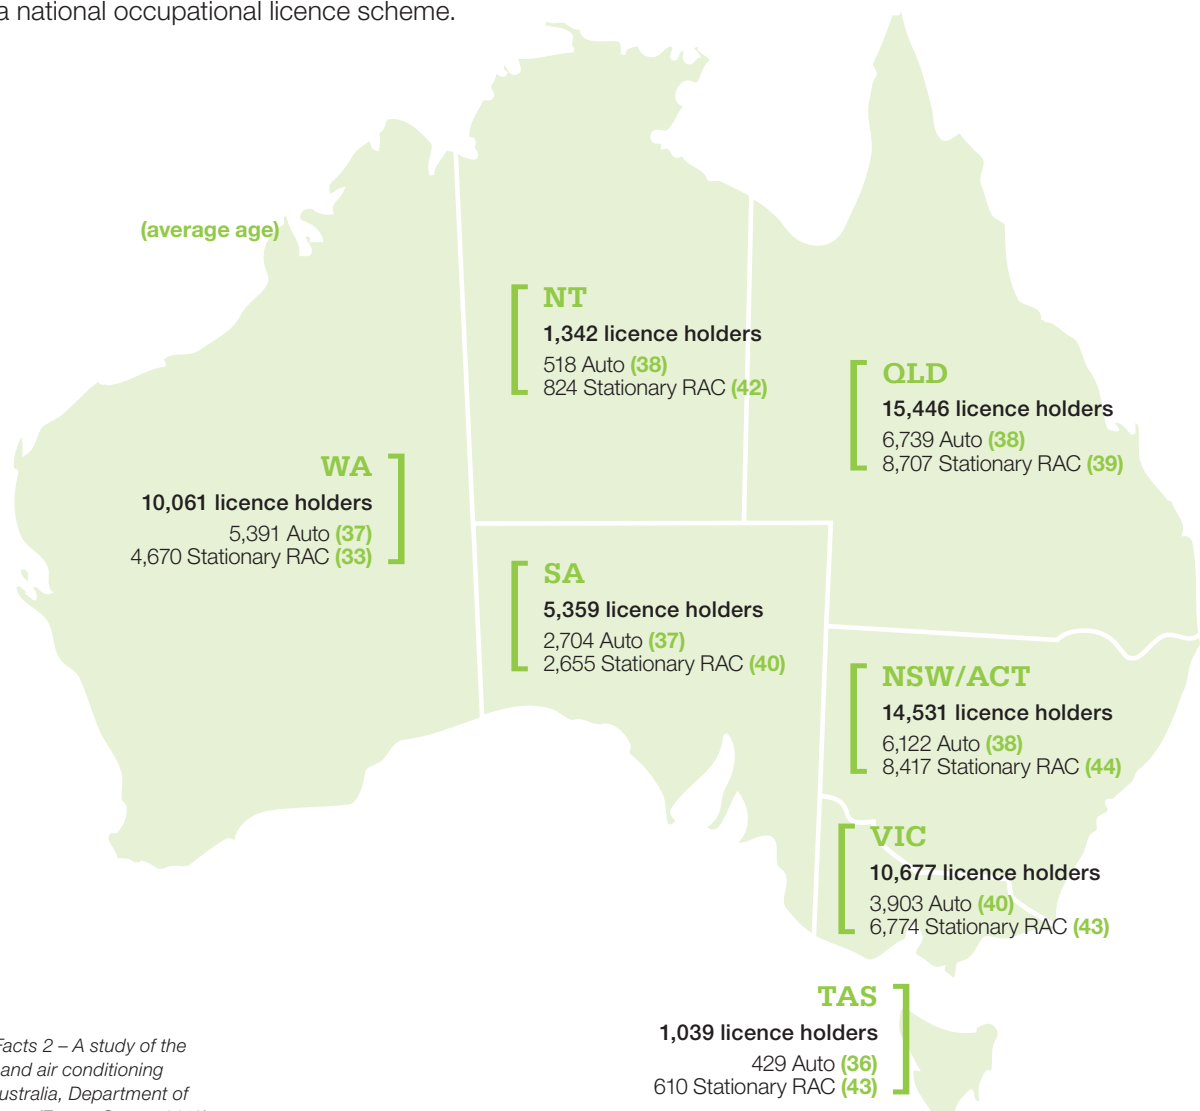 a national occupational licence scheme.
(average age)
NT
1,342 licence holders
518 Auto (38)
824 Stationary RAC (42)
QLD
15,446 licence holders
6,739 Auto (38)
8,707 Stationary RAC (39)
WA
10,061 licence holders
5,391 Auto (37)
4,670 Stationary RAC (33)
SA
5,359 licence holders
2,704 Auto (37)
2,655 Stationary RAC (40)
NSW/ACT
14,531 licence holders
6,122 Auto (38)
8,417 Stationary RAC (44)
VIC
10,677 licence holders
3,903 Auto (40)
6,774 Stationary RAC (43)
TAS
1,039 licence holders
429 Auto (36)
610 Stationary RAC (43)
Facts 2 – A study of the
and air conditioning
ustralia, Department of